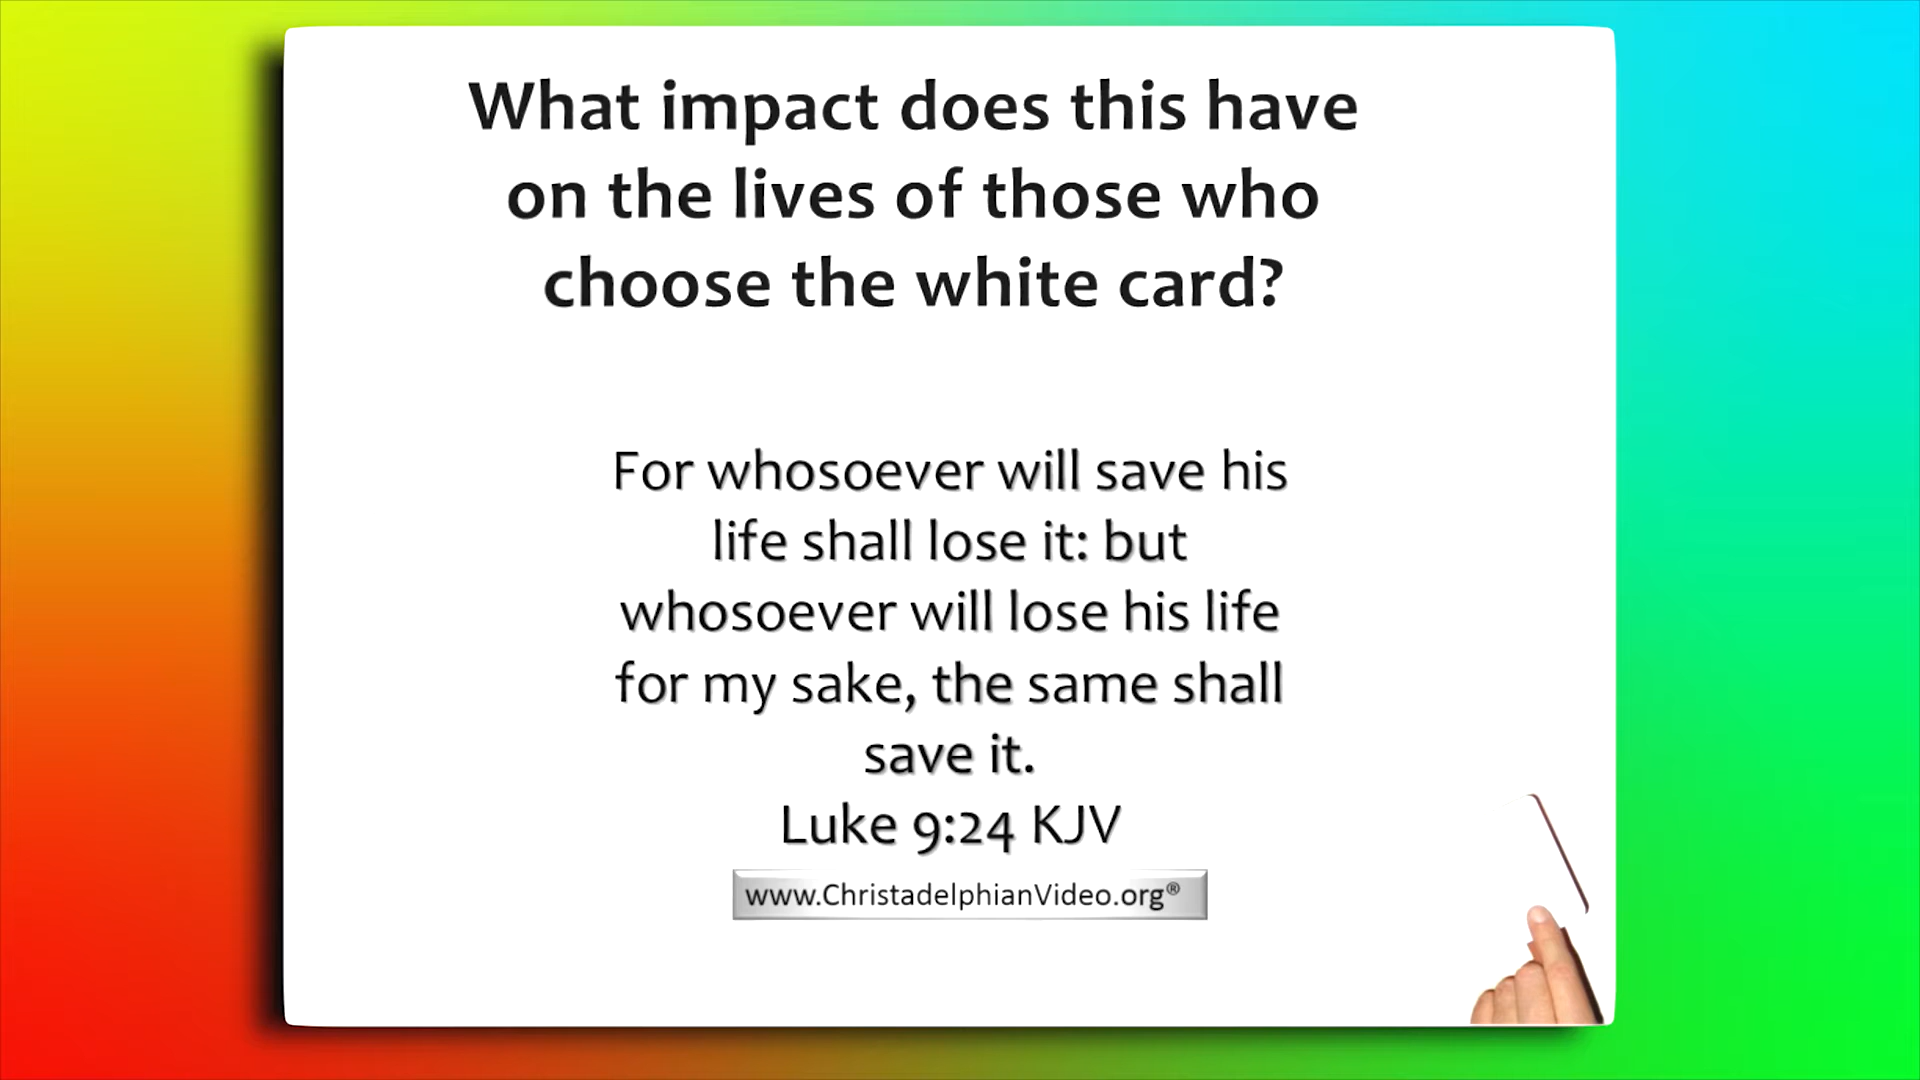 What impact does this have
on the lives of those who
choose the white card?
For whosoever will save his
life shall lose it: but
whosoever will lose his life
for my sake, the same shall
save it.
Luke 9:24 KJV
www.ChristadelphianVideo.org®